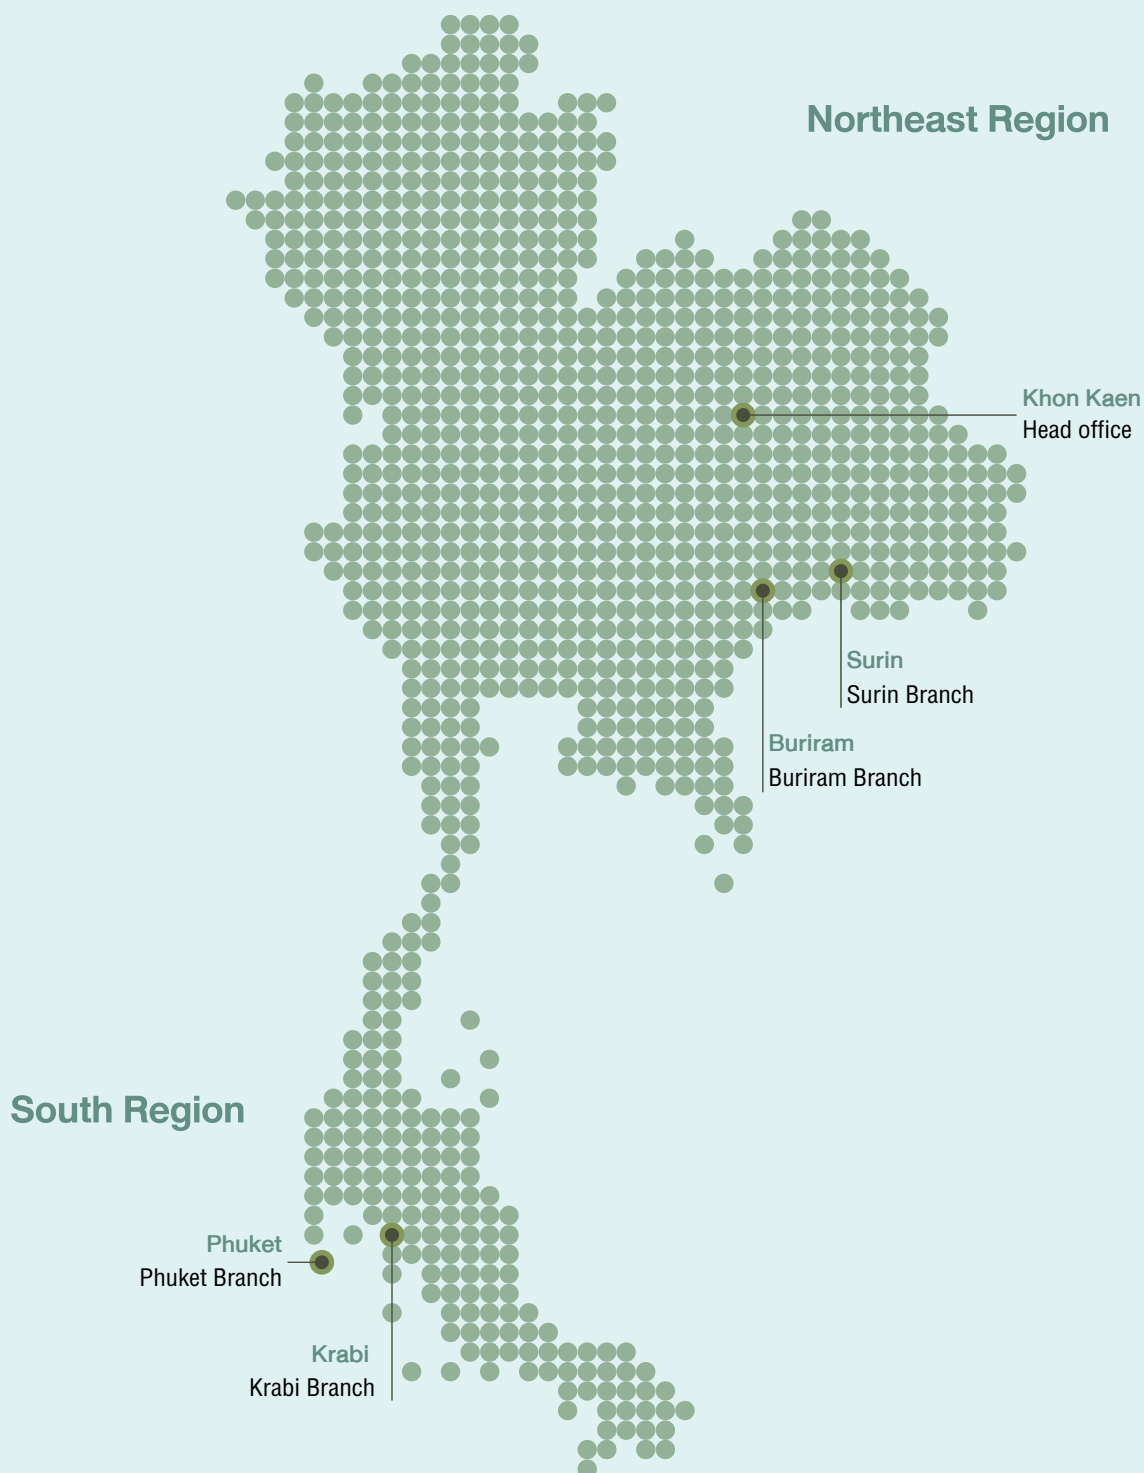 Northeast Region
Khon Kaen
Head office
Surin
Surin Branch
Buriram
Buriram Branch
South Region
Phuket
Phuket Branch
Krabi
Krabi Branch